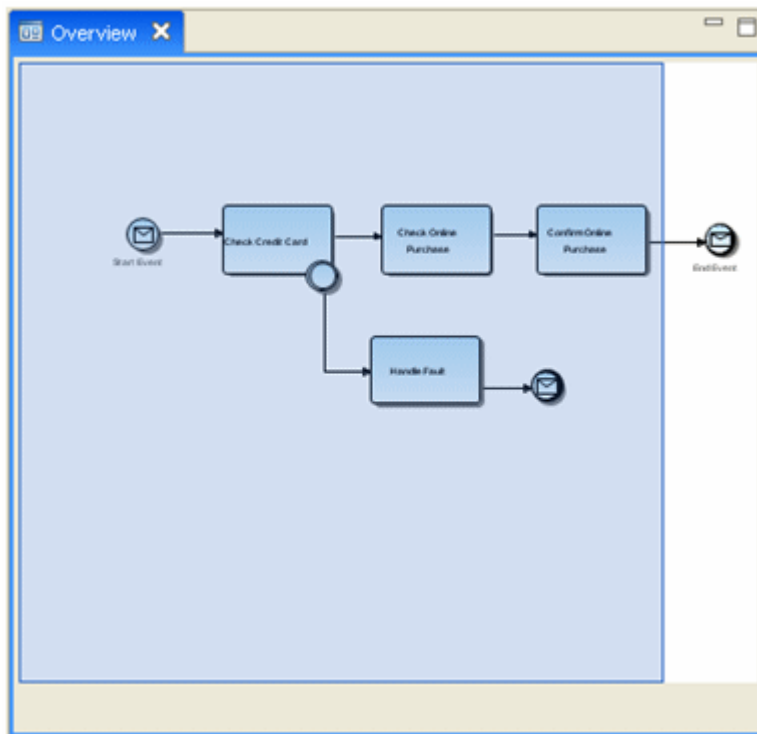 Overview
Start Event
Check Credit Card
Check Online
Purchase
Confirm Online
Purchase
End Event
Handle Fault